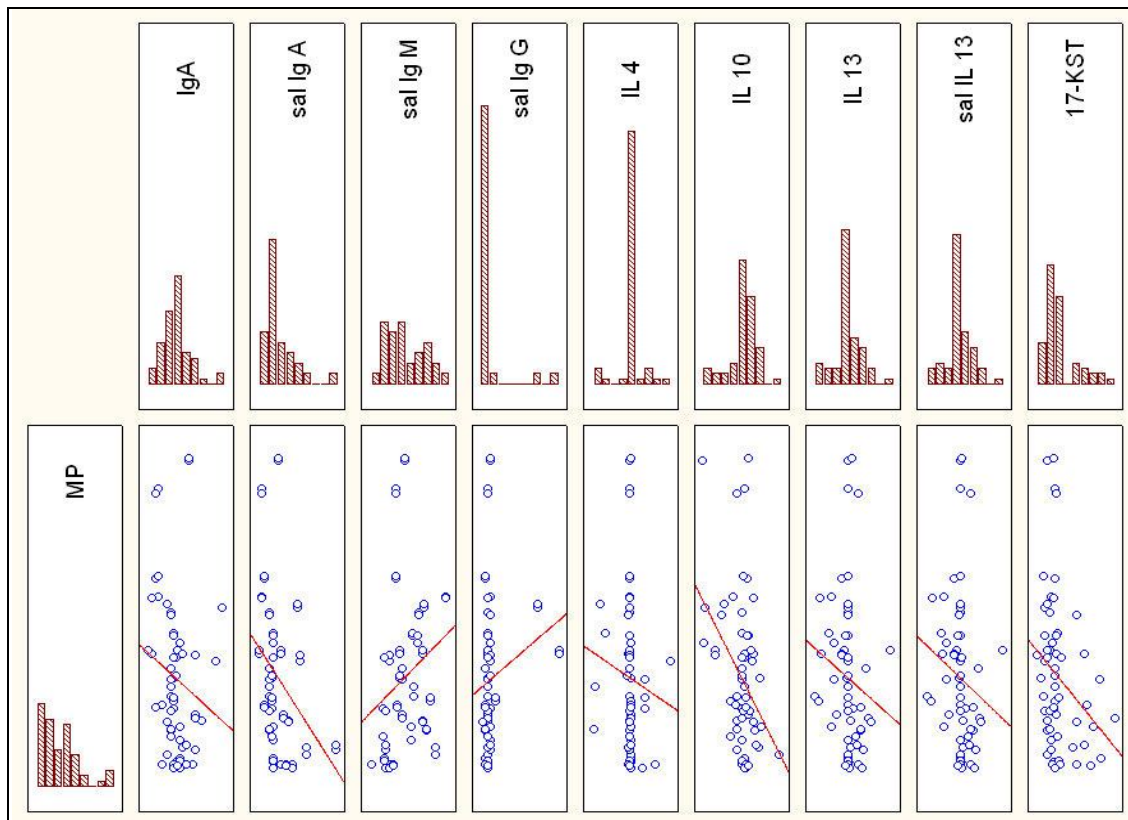 IgA
sal Ig A
sal Ig M
sal Ig G
IL 4
IL 10
IL 13
sal IL 13
17-KST
MP